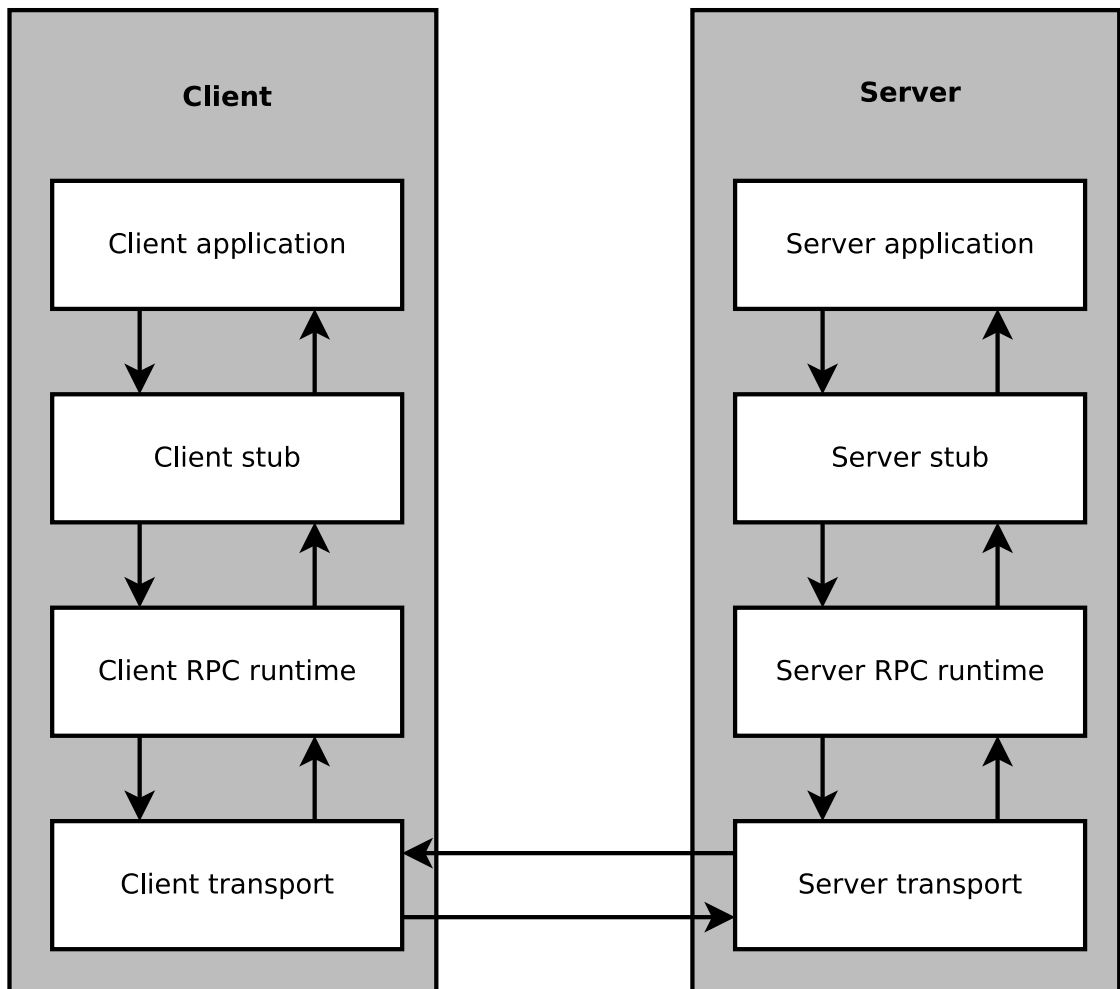 Client
Client application
Client stub
Client RPC runtime
Client transport
Server
Server application
Server stub
Server RPC runtime
Server transport